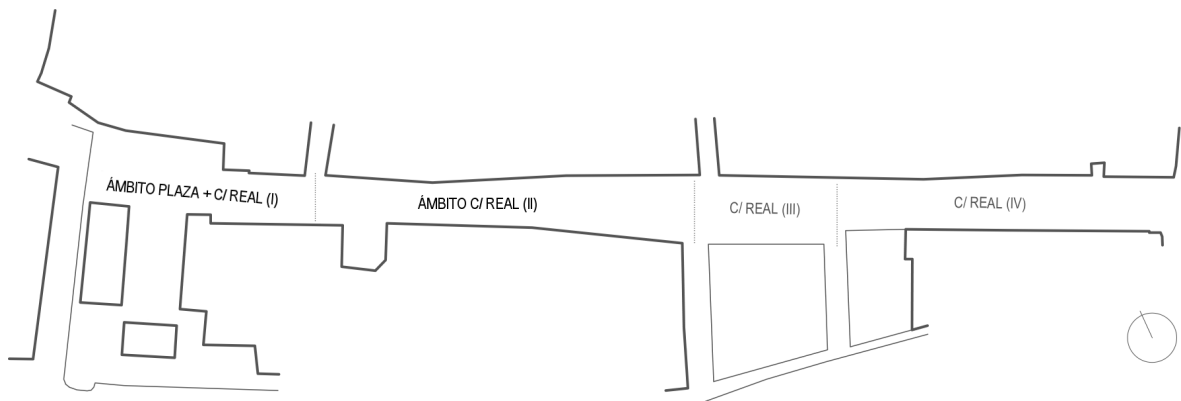 ÁMBITO PLAZA + C/ REAL (I)
ÁMBITO C/ REAL (II)
C/ REAL (III)
C/ REAL (IV)